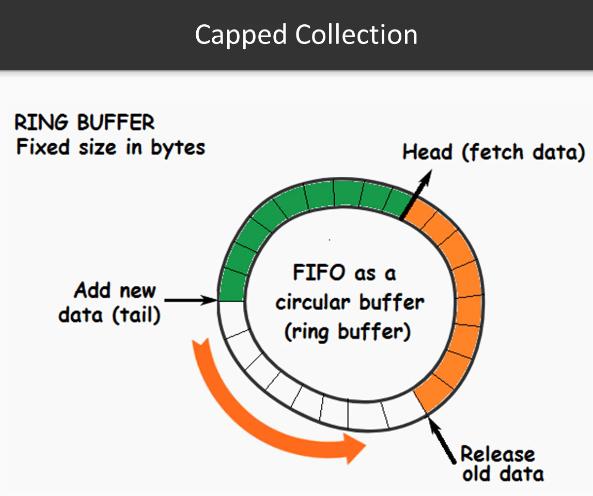 Capped Collection
RING BUFFER
Fixed size in bytes
Head (fetch data)
FIFO as a
circular buffer
(ring buffer)
Add new
data (tail)
Release
old data